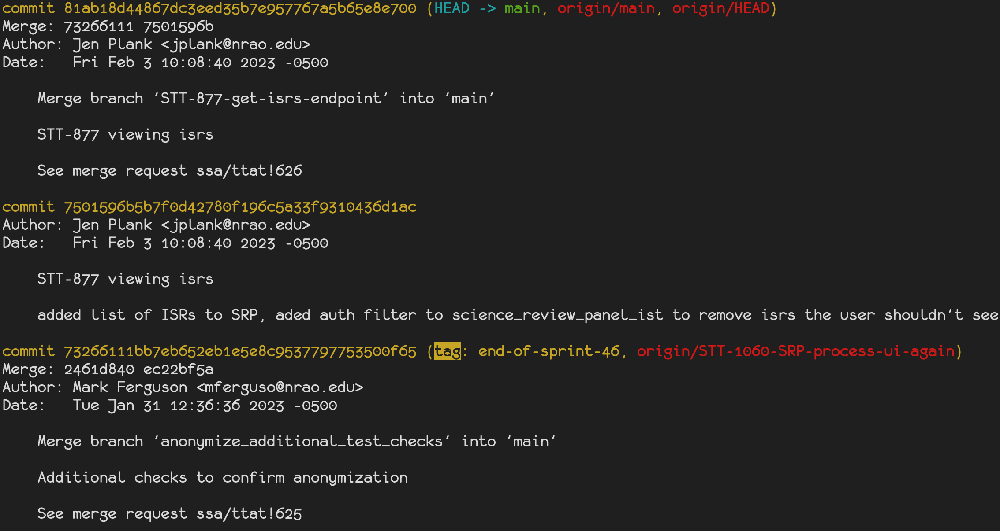 commit 81ab18d44867dc3eed35b7e957767a5b65e8e700 (HEAD -> main, origin/main, origin/HEAD)
Merge: 73266111 7501596b
Author: Jen Plank <jplank@nrao.edu>
Date:   Fri Feb 3 10:08:40 2023 -0500
    Merge branch 'STT-877-get-isrs-endpoint' into 'main'
    STT-877 viewing isrs
    See merge request ssa/ttat!626
commit 7501596b5b7f0d42780f196c5a33f9310436d1ac
Author: Jen Plank <jplank@nrao.edu>
Date:   Fri Feb 3 10:08:40 2023 -0500
    STT-877 viewing isrs
    added list of ISRs to SRP, aded auth filter to science_review_panel_ist to remove isrs the user shouldn't see
commit 73266111bb7eb652eb1e5e8c9537797753500f65 (tag: end-of-sprint-46, origin/STT-1060-SRP-process-ui-again)
Merge: 2461d840 ec22bf5a
Author: Mark Ferguson <mferguso@nrao.edu>
Date:   Tue Jan 31 12:36:36 2023 -0500
    Merge branch 'anonymize_additional_test_checks' into 'main'
    Additional checks to confirm anonymization
    See merge request ssa/ttat!625